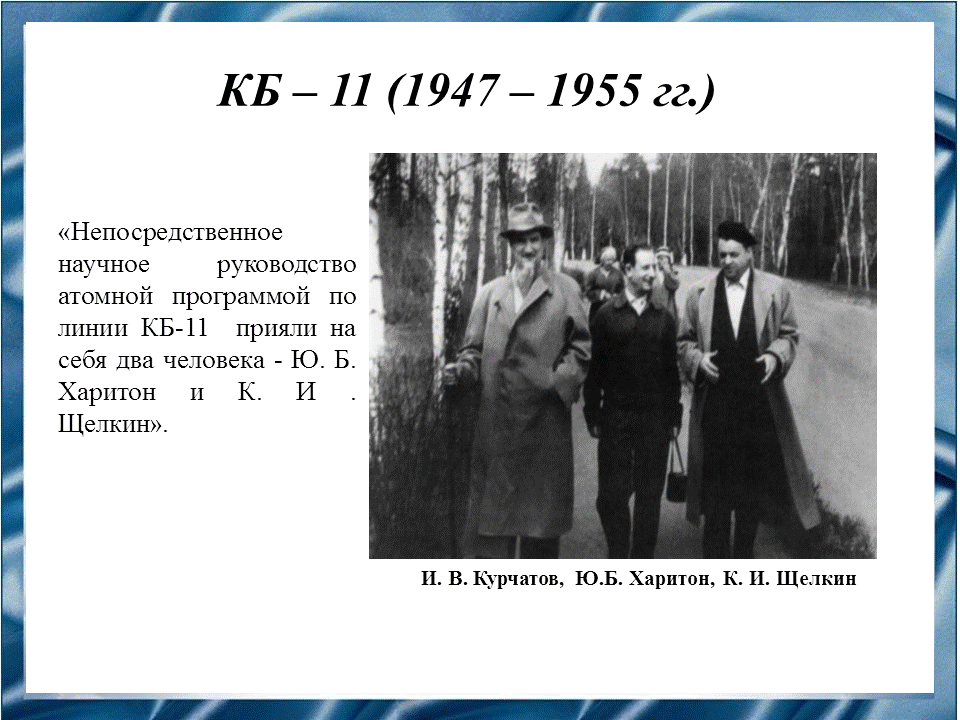 КБ – 11 (1947 – 1955 гг.)
«Непосредственное
научное руководство
атомной программой по
линии КБ-11 прияли на
себя два человека - Ю. Б.
Харитон и К. И .
Щелкин».
И. В. Курчатов, Ю.Б. Харитон, К. И. Щелкин